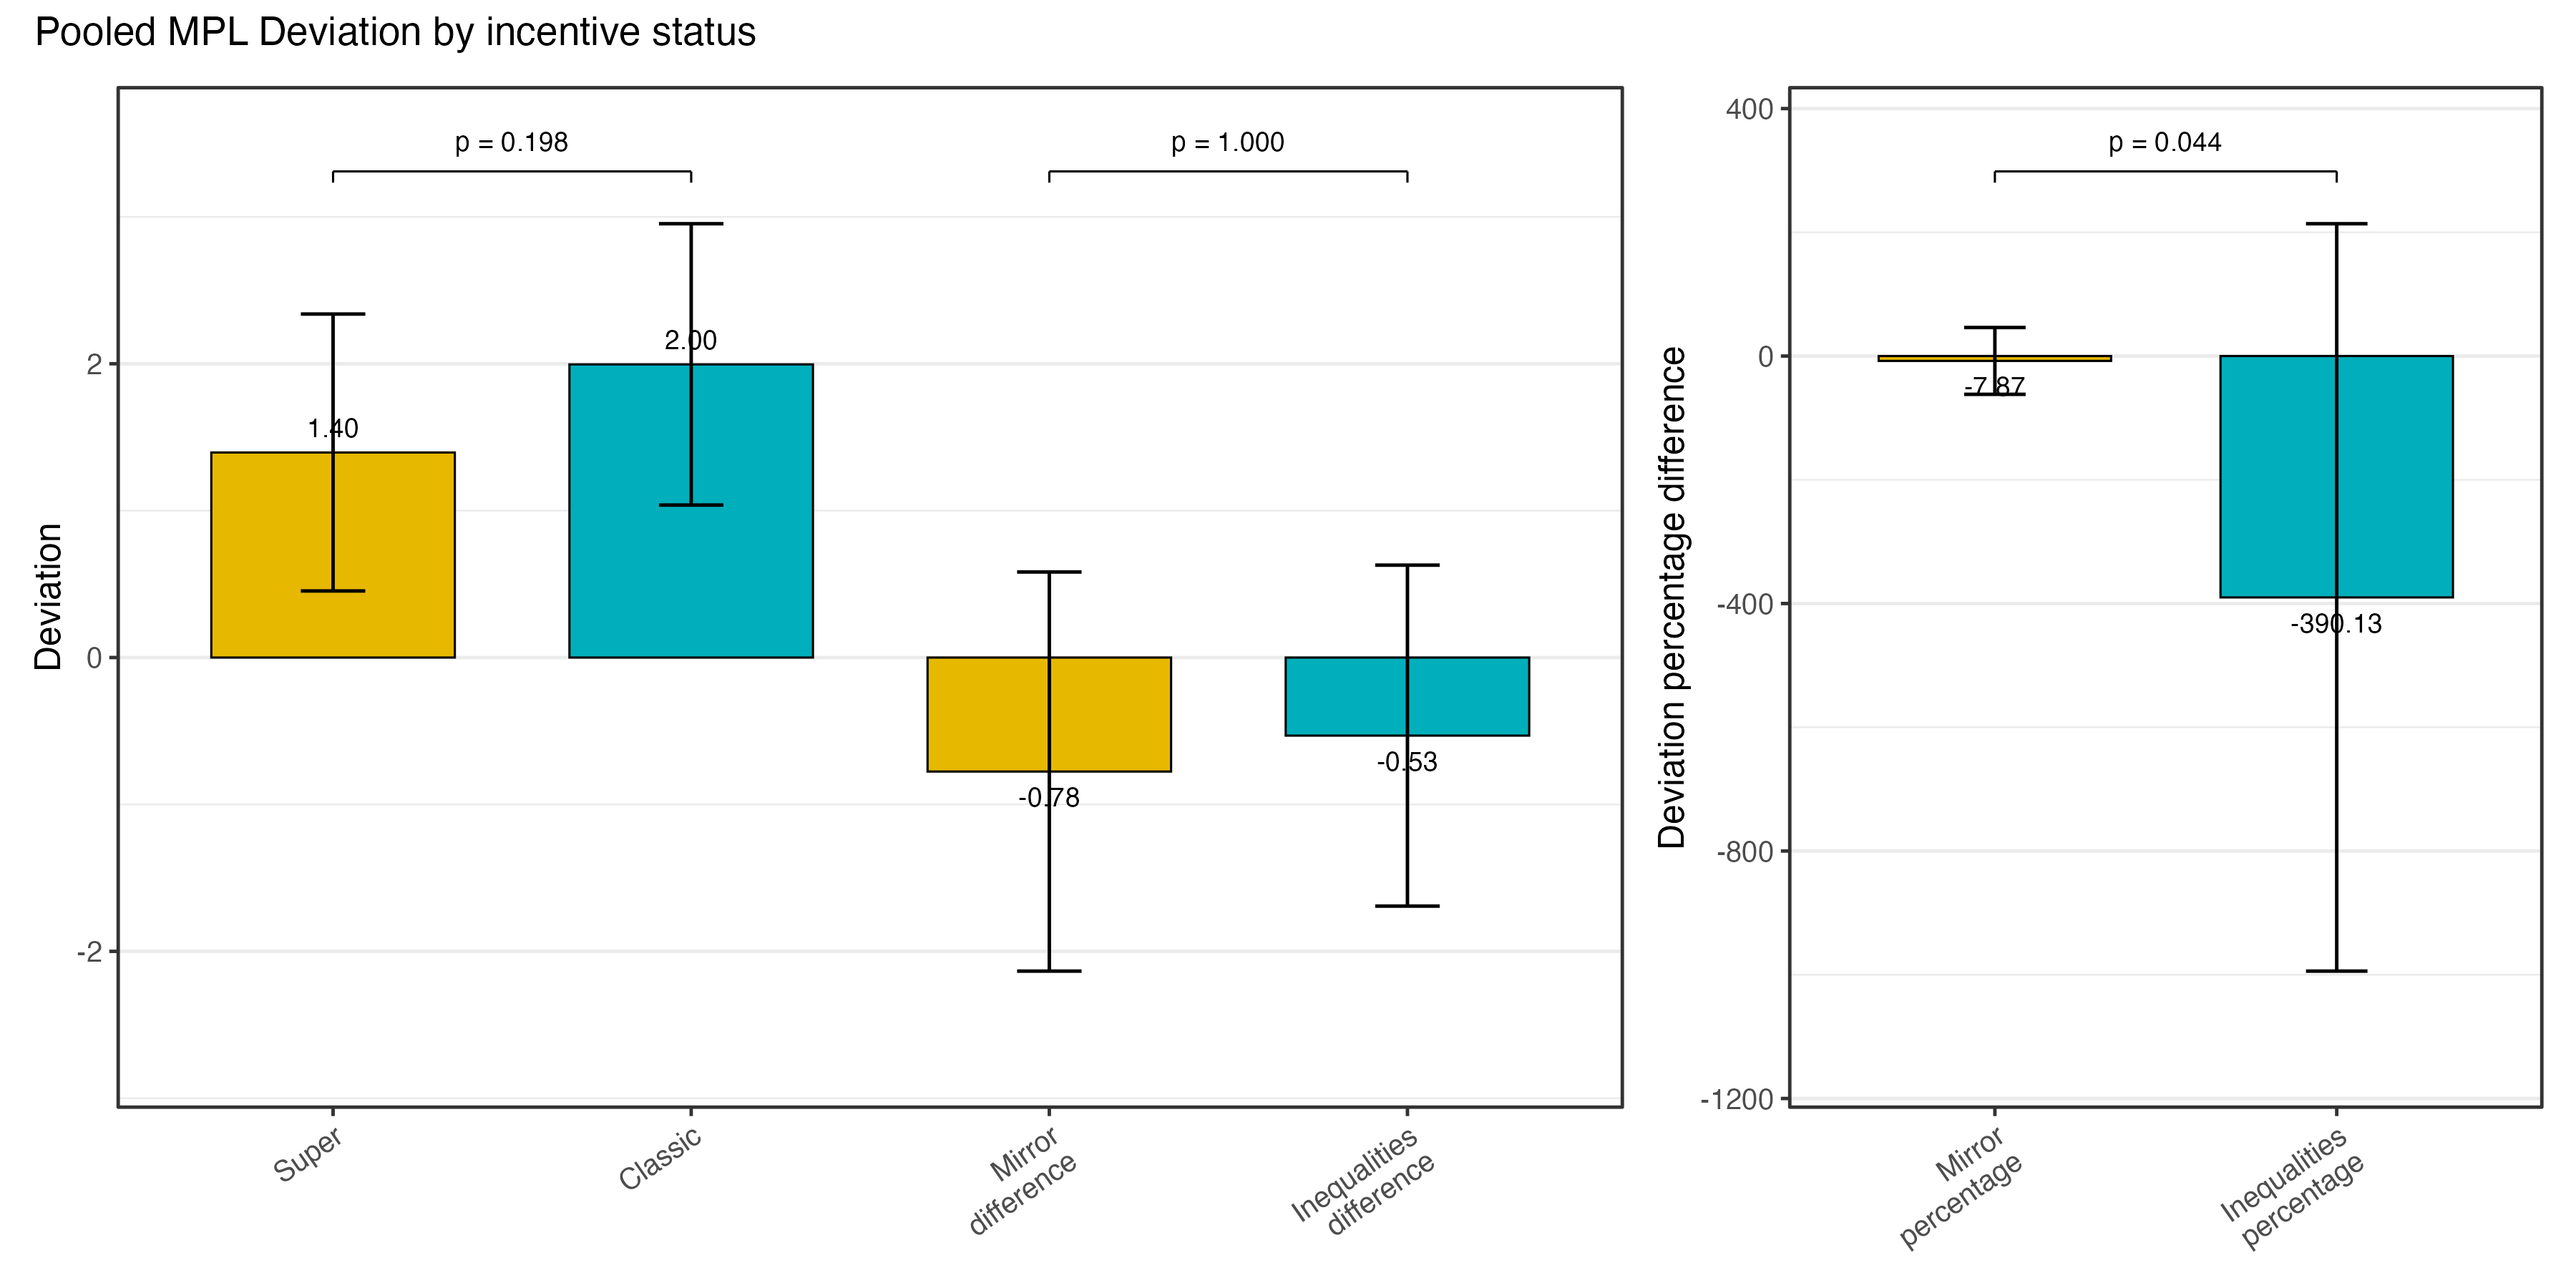 Pooled MPL Deviation by incentive status
Deviation
2
0
-2
p = 0.198
p = 1.000
1.40
2.00
-0.78
-0.53
Super
Classic
Mirror
difference
Inequalities
difference
Deviation percentage difference
400
0
-400
-800
-1200
p = 0.044
-7.87
-390.13
Mirror
percentage
Inequalities
percentage